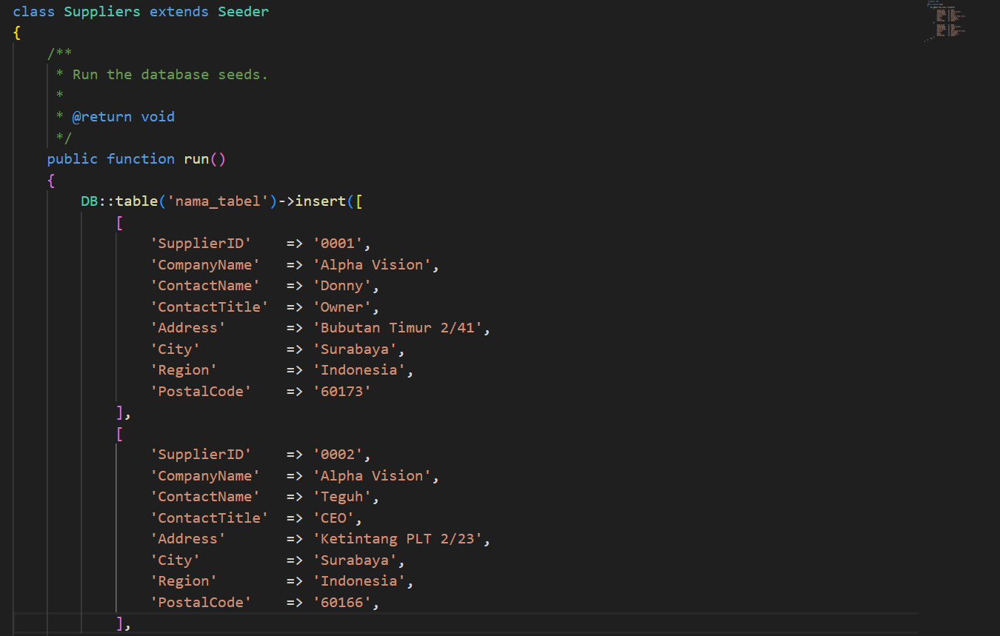 class Suppliers extends Seeder
{
    /**
     * Run the database seeds.
     *
     * @return void
     */
    public function run()
    {
        DB::table('nama_tabel')->insert([
            [
                'SupplierID'    => '0001',
                'CompanyName'   => 'Alpha Vision',
                'ContactName'   => 'Donny',
                'ContactTitle'  => 'Owner',
                'Address'       => 'Bubutan Timur 2/41',
                'City'          => 'Surabaya',
                'Region'        => 'Indonesia',
                'PostalCode'    => '60173'
            ],
            [
                'SupplierID'    => '0002',
                'CompanyName'   => 'Alpha Vision',
                'ContactName'   => 'Teguh',
                'ContactTitle'  => 'CEO',
                'Address'       => 'Ketintang PLT 2/23',
                'City'          => 'Surabaya',
                'Region'        => 'Indonesia',
                'PostalCode'    => '60166',
            ],